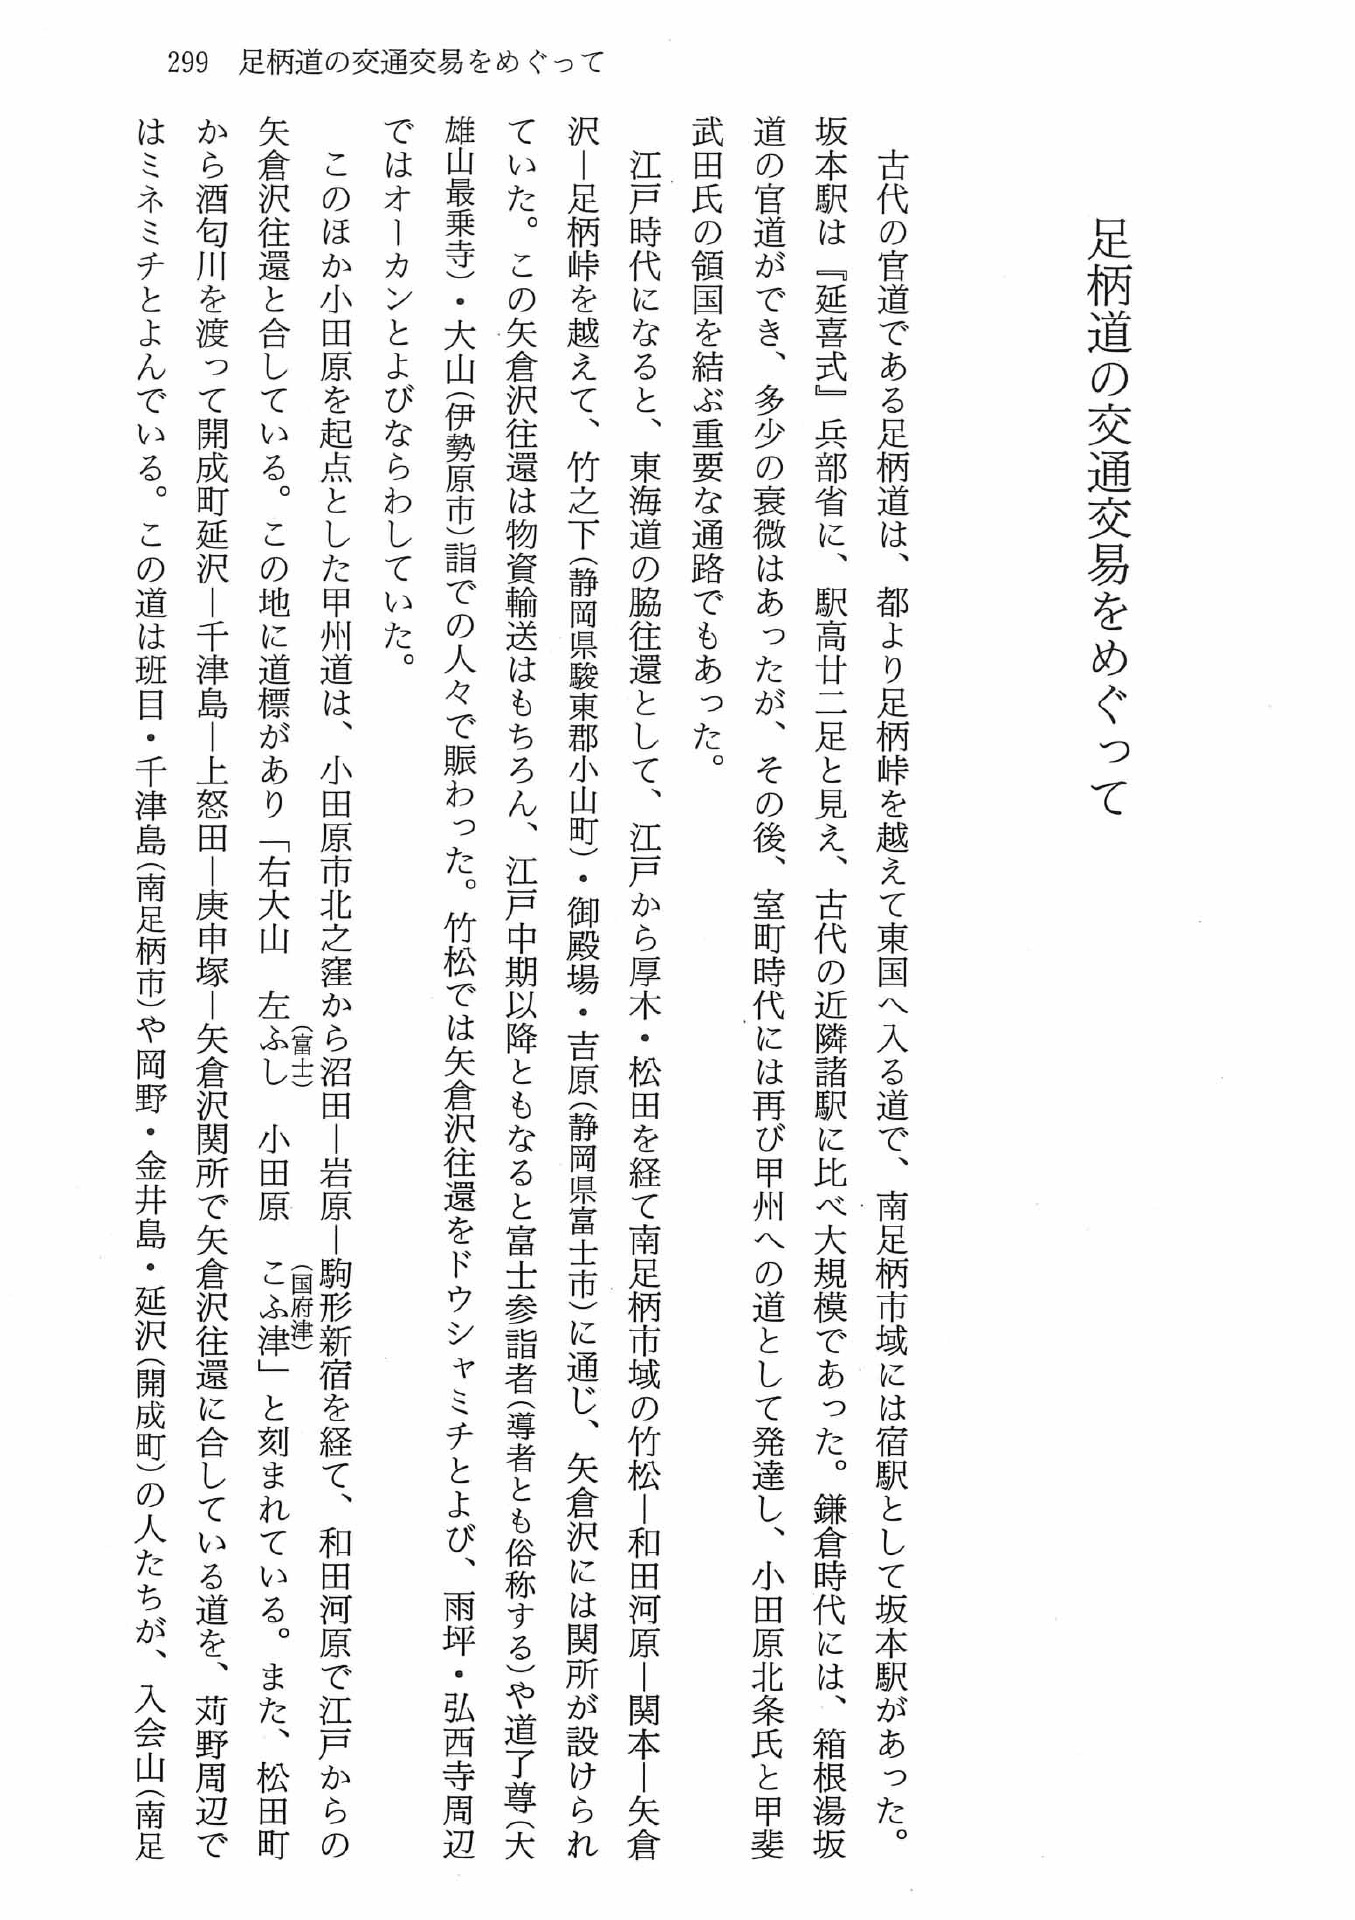 299　足柄道の交通交易をめぐって
足柄道の交通交易をめぐって
　古代の官道である足柄道は、都より足柄峠を越えて東国へ入る道で、南足柄市域には宿駅として坂本駅があった。
坂本駅は『延喜式』兵部省に、駅高廿二足と見え、古代の近隣諸駅に比べ大規模であった。鎌倉時代には、箱根湯坂
道の官道ができ、多少の衰微はあったが、その後、室町時代には再び甲州への道として発達し、小田原北条氏と甲斐
武田氏の領国を結ぶ重要な通路でもあった。
　江戸時代になると、東海道の脇往還として、江戸から厚木・松田を経て南足柄市域の竹松―和田河原―関本―矢倉
沢―足柄峠を越えて、竹之下(静岡県駿東郡小山町)・御殿場・吉原(静岡県富士市)に通じ、矢倉沢には関所が設けられ
ていた。この矢倉沢往還は物資輸送はもちろん、江戸中期以降ともなると富士参詣者(導者とも俗称する)や道了尊(大
雄山最乗寺)・大山(伊勢原市)詣での人々で賑わった。竹松では矢倉沢往還をドウシャミチとよび、雨坪・弘西寺周辺
ではオーカンとよびならわしていた。
　このほか小田原を起点とした甲州道は、小田原市北之窪から沼田―岩原―駒形新宿を経て、和田河原で江戸からの
矢倉沢往還と合している。この地に道標があり「右大山　左ふし(富士)　小田原　こふ津(国府津)」と刻まれている。また、松田町
から酒匂川を渡って開成町延沢―千津島―上怒田―庚申塚―矢倉沢関所で矢倉沢往還に合している道を、苅野周辺で
はミネミチとよんでいる。この道は班目・千津島(南足柄市)や岡野・金井島・延沢(開成町)の人たちが、入会山(南足